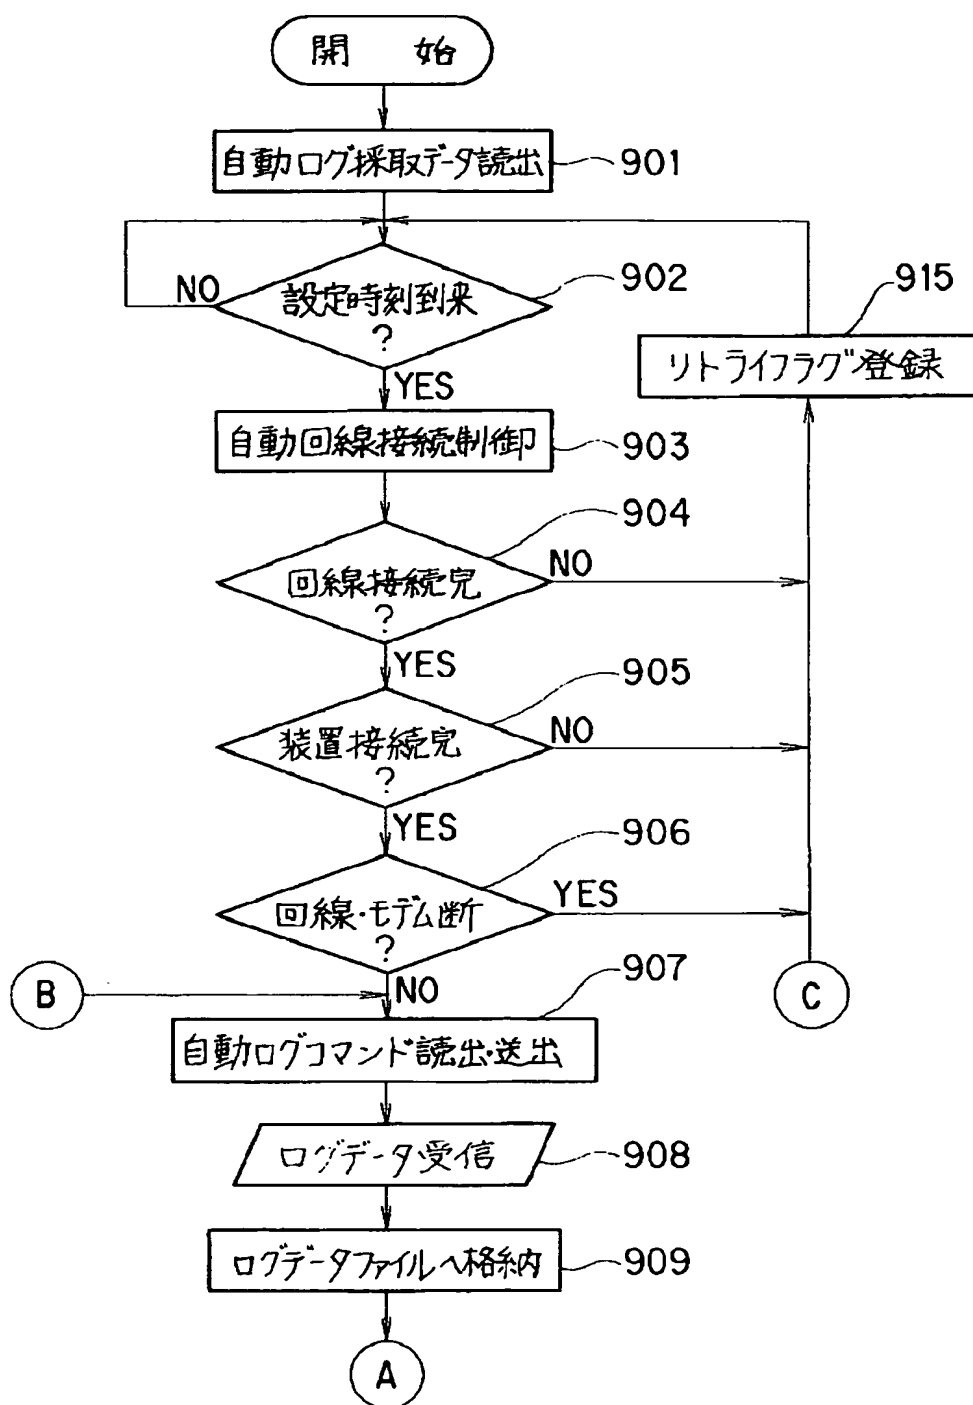 開 始
自動ログ採取データ読出
901
設定時刻到来
?
902
NO
YES
915
リトライフラグ登録
自動回線接続制御
903
904
回線接続完
?
NO
YES
905
装置接続完
?
NO
YES
906
回線・モデム断
?
YES
NO
B
C
907
自動ログコマンド読出・送出
ログデータ受信
908
ログデータファイルへ格納
909
A